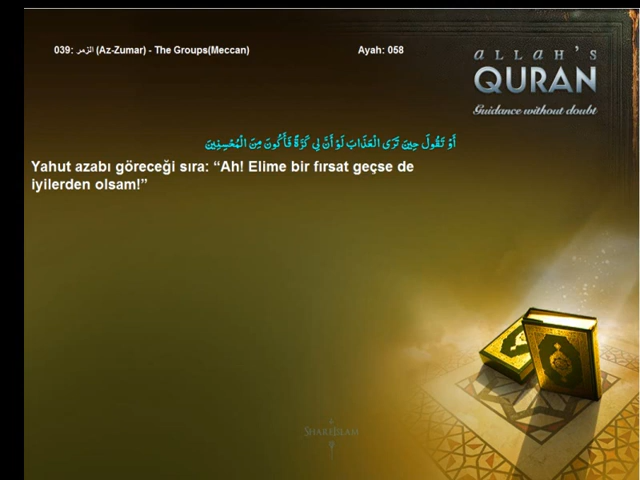 039: الزمر (Az-Zumar) - The Groups(Meccan) Ayah: 058
ALLAH'S
QURAN
Guidance without doubt
أَوْ تَقُولَ حِينَ تَرَى الْعَذَابَ لَوْ أَنَّ لِي كَرَّةً فَأَكُونَ مِنَ الْمُحْسِنِينَ
Yahut azabı göreceği sıra: “Ah! Elime bir fırsat geçse de
iyilerden olsam!”
SHAREISLAM